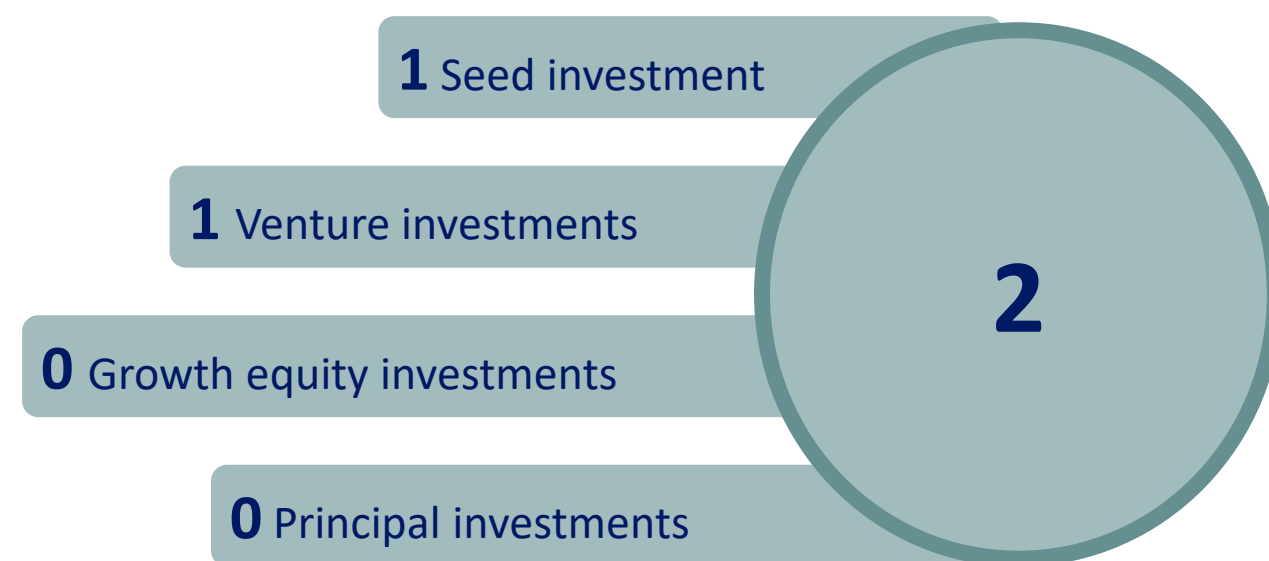 1 Seed investment
1 Venture investments
2
0 Growth equity investments
0 Principal investments